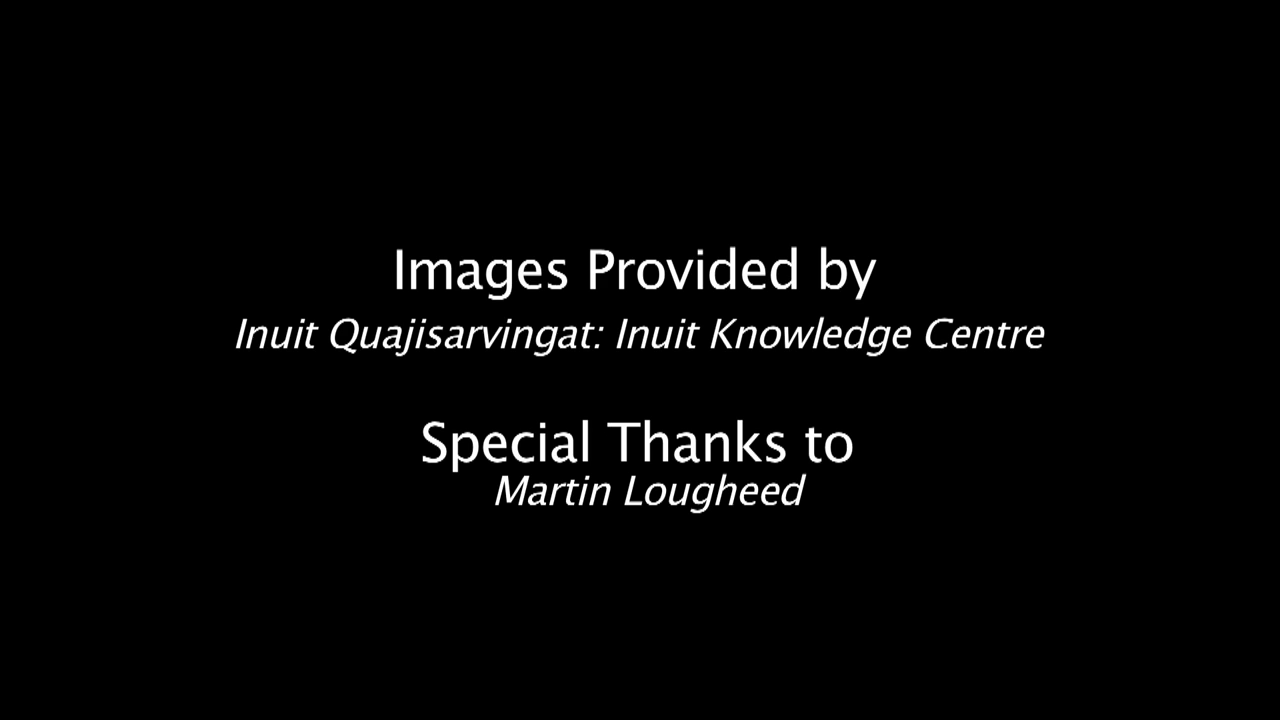 Images Provided by
Inuit Quajisarvingat: Inuit Knowledge Centre
Special Thanks to
Martin Lougheed